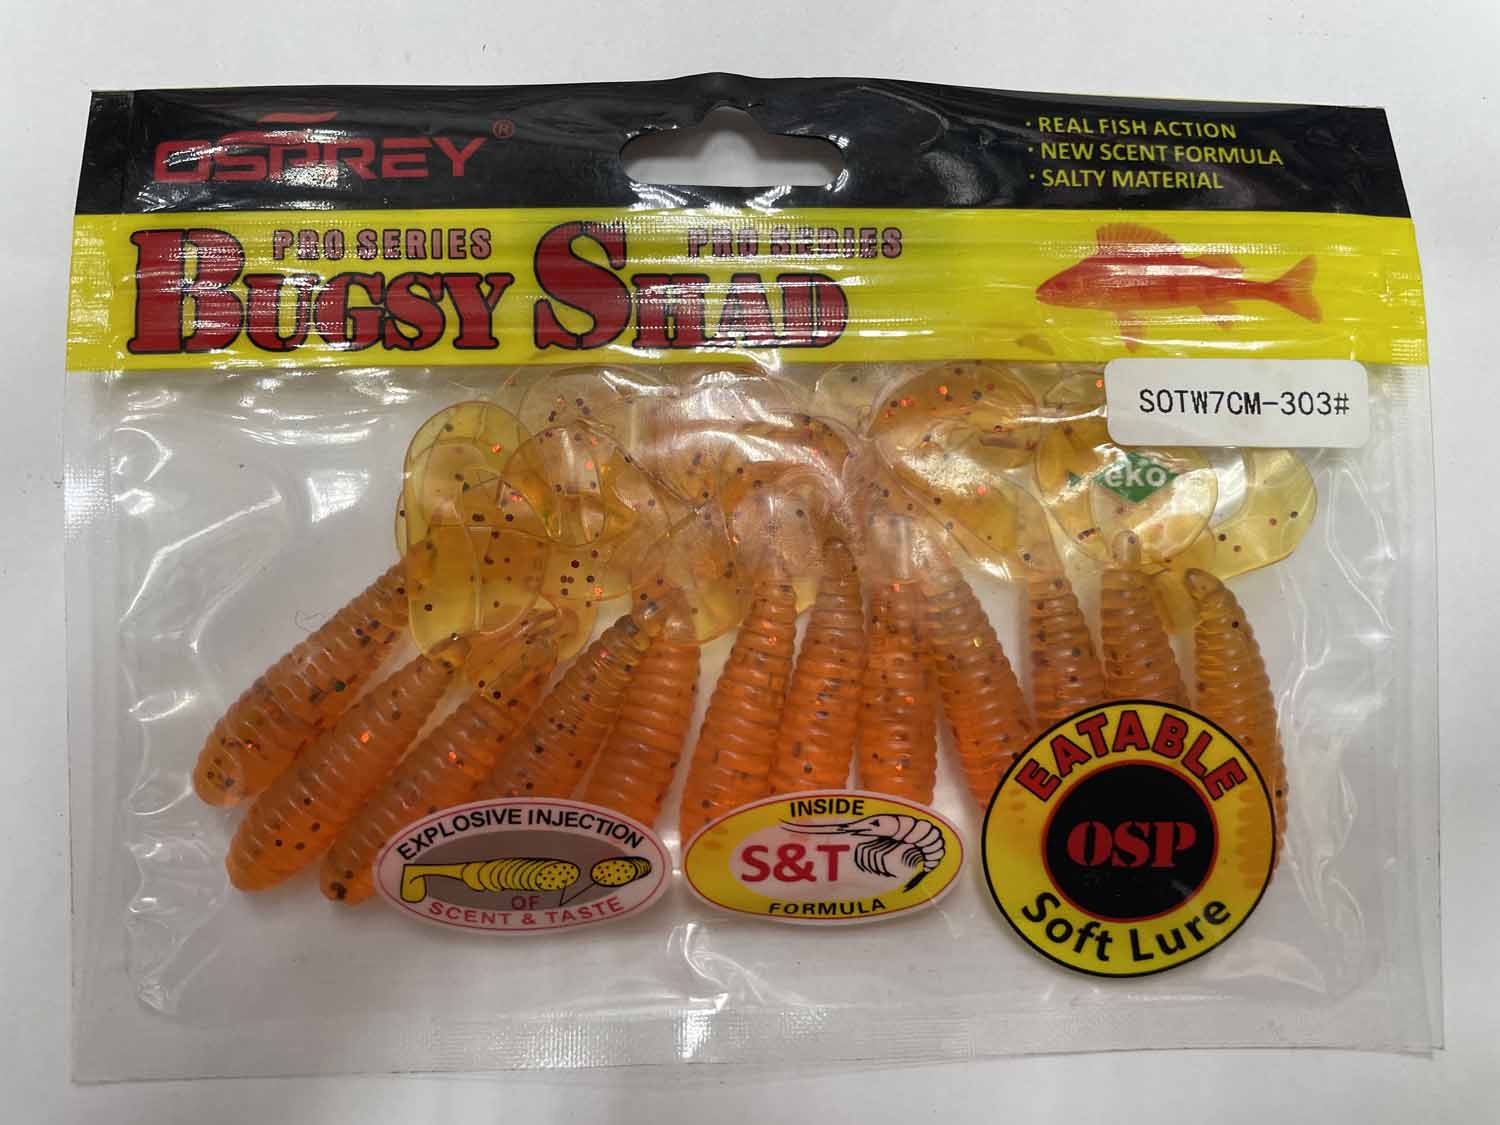 OSPREY®
· REAL FISH ACTION
· NEW SCENT FORMULA
· SALTY MATERIAL
PRO SERIES PRO SERIES
BUGSY SHAD
SOTW7CM-303#
eko
EXPLOSIVE INJECTION
OF
SCENT & TASTE
INSIDE
S&T
FORMULA
EATABLE
OSP
Soft Lure